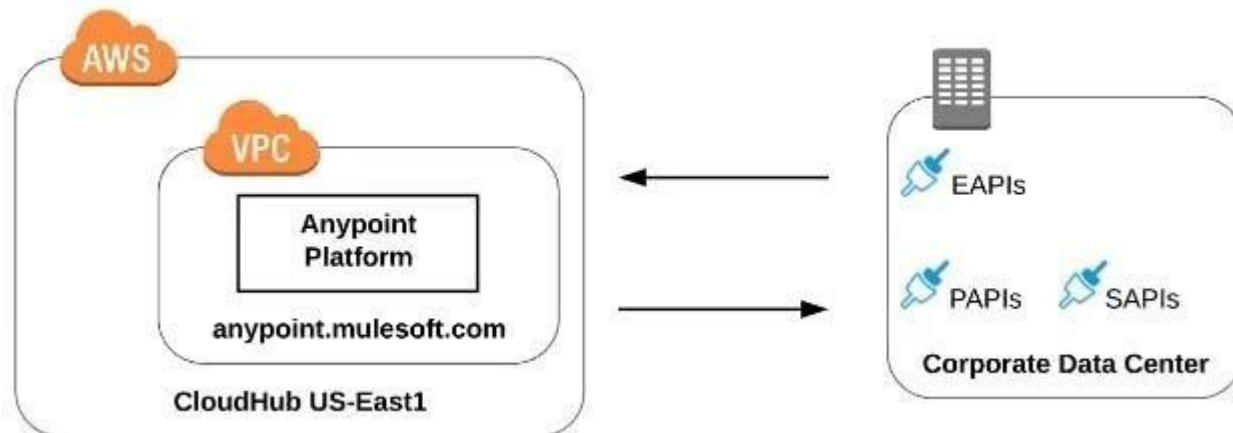 AWS
VPC
Anypoint
Platform
anypoint.mulesoft.com
CloudHub US-East1
EAPIs
PAPIs
SAPIs
Corporate Data Center